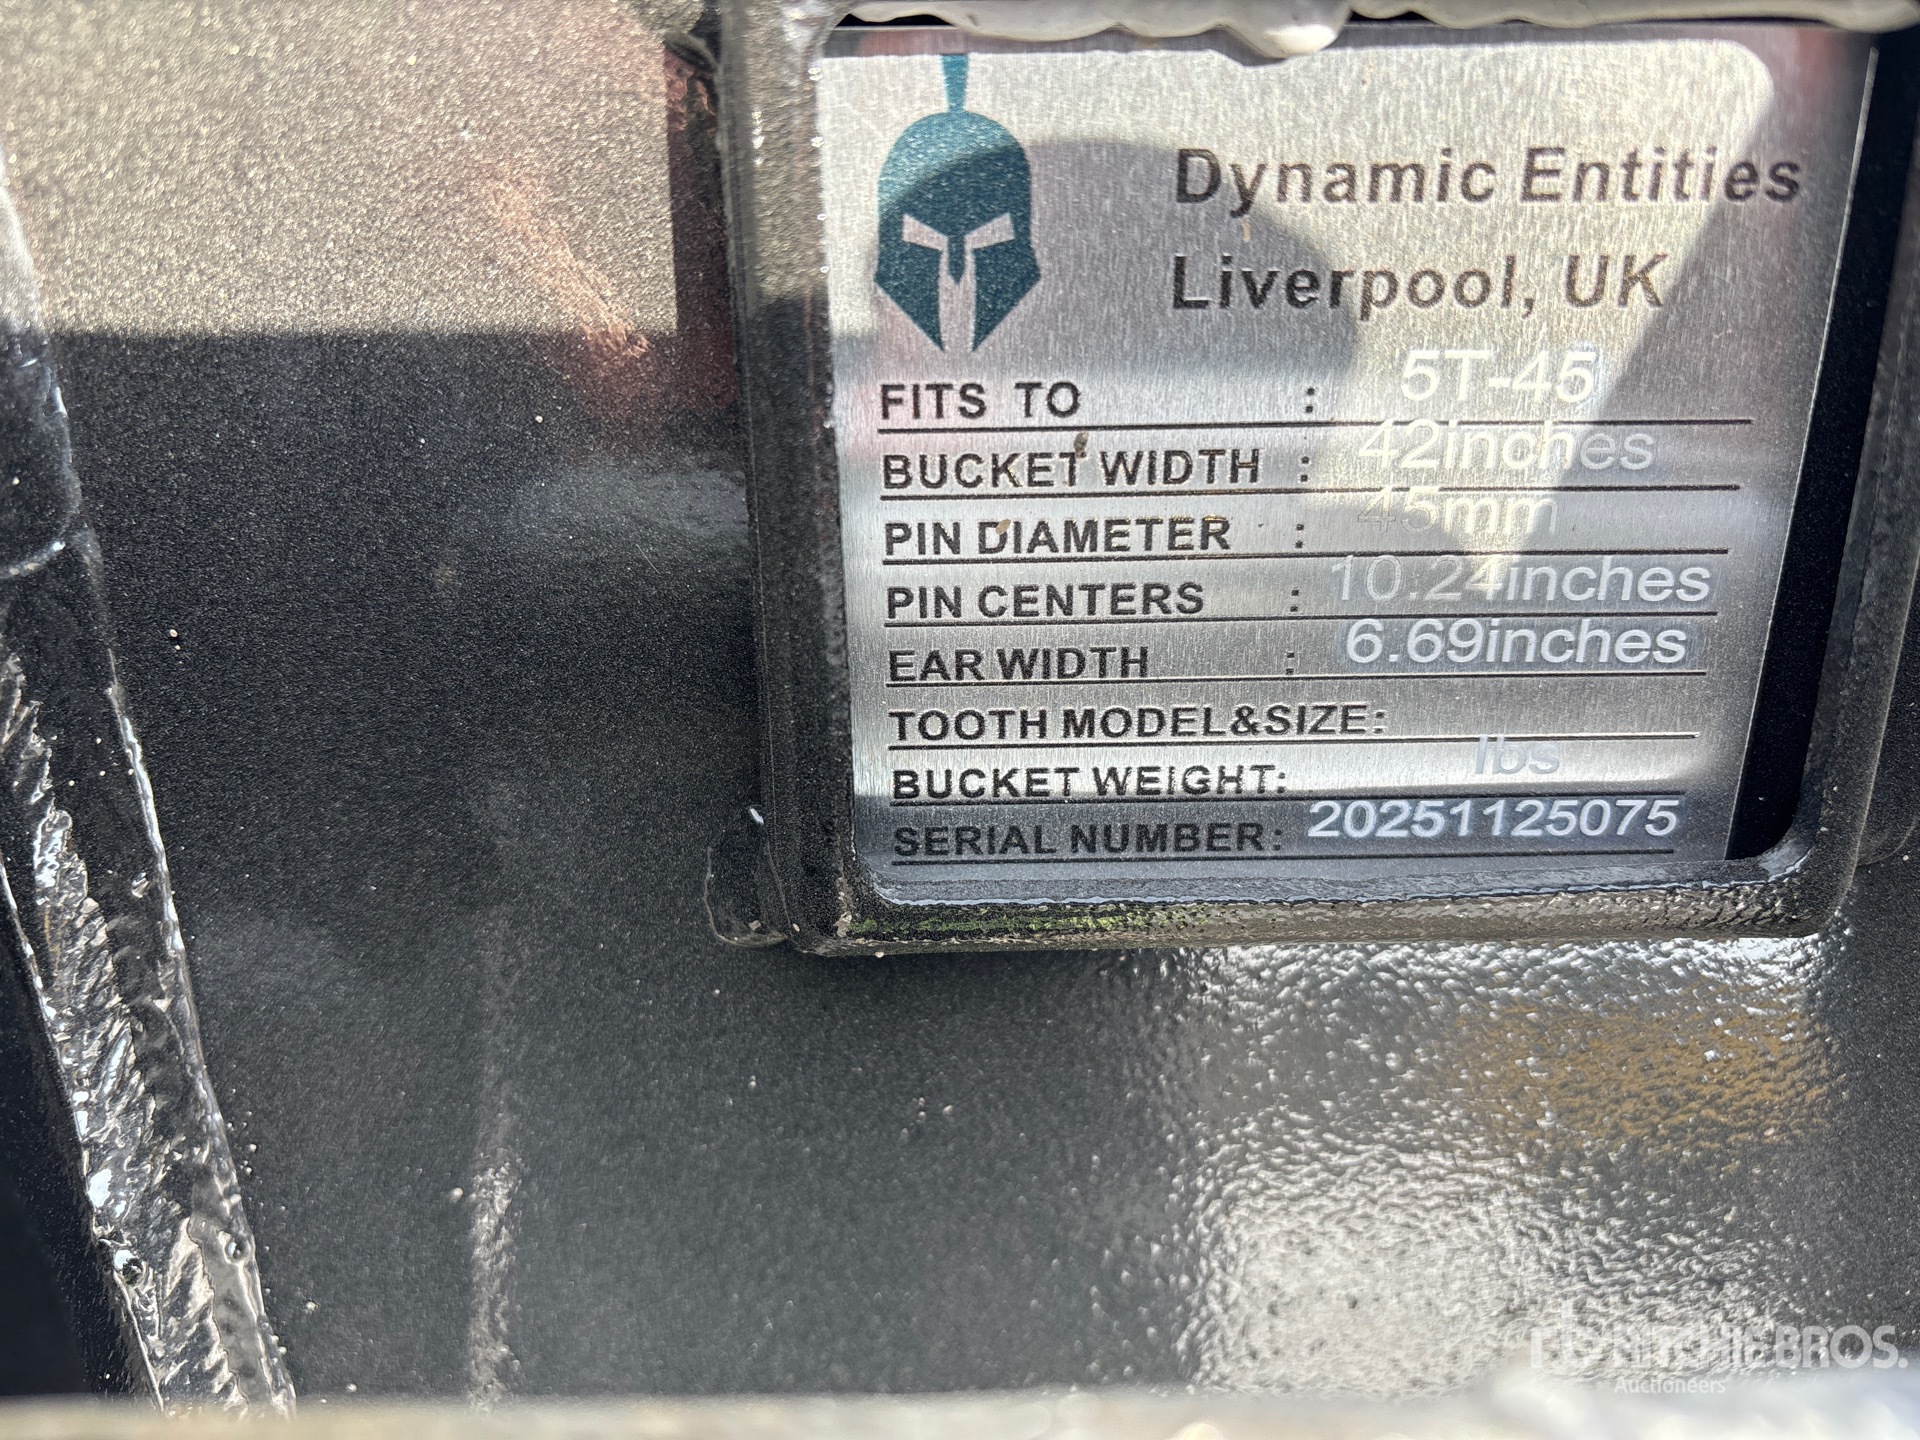 Dynamic Entities
Liverpool, UK
FITS TO : 5T-45
BUCKET WIDTH : 42inches
PIN DIAMETER : 45mm
PIN CENTERS : 10.24inches
EAR WIDTH : 6.69inches
TOOTH MODEL&SIZE:
BUCKET WEIGHT: lbs
SERIAL NUMBER: 20251125075
RITCHIE BROS.
Auctioneers